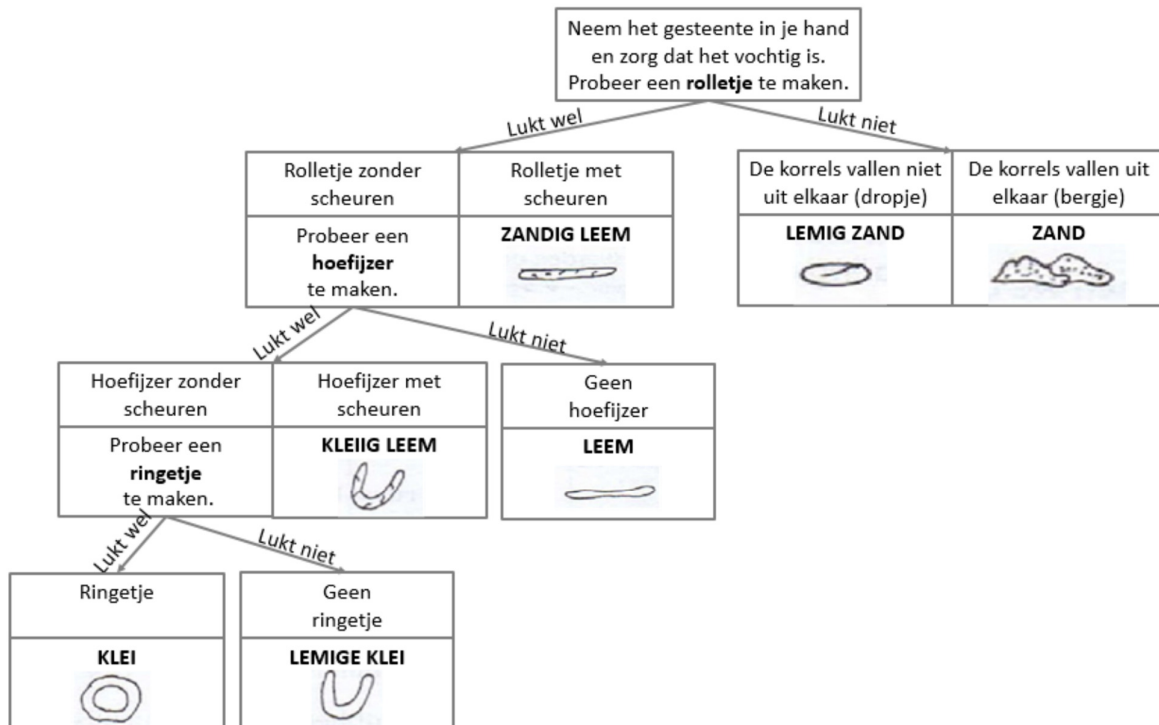 Neem het gesteente in je hand
en zorg dat het vochtig is.
Probeer een rolletje te maken.
Lukt wel
Lukt niet
Rolletje zonder
scheuren
Rolletje met
scheuren
De korrels vallen niet
uit elkaar (dropje)
De korrels vallen uit
elkaar (bergje)
Probeer een
hoefijzer
te maken.
ZANDIG LEEM
LEMIG ZAND
ZAND
Lukt wel
Lukt niet
Hoefijzer zonder
scheuren
Hoefijzer met
scheuren
Geen
hoefijzer
Probeer een
ringetje
te maken.
KLEIIG LEEM
LEEM
Lukt wel
Lukt niet
Ringetje
Geen
ringetje
KLEI
LEMIGE KLEI